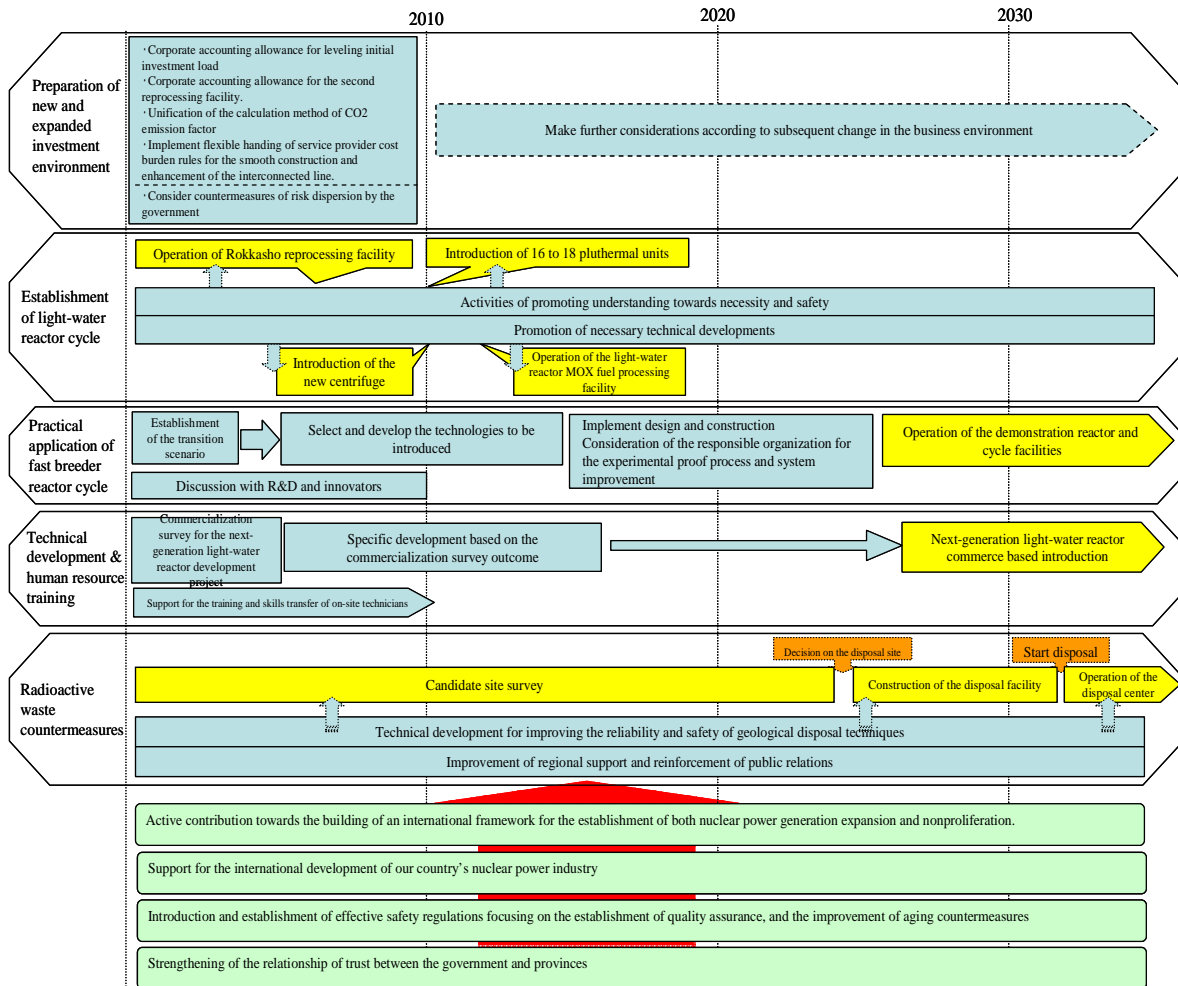 2010
2020
2030
Preparation of
new and
expanded
investment
environment
・Corporate accounting allowance for leveling initial
investment load
・Corporate accounting allowance for the second
reprocessing facility.
・Unification of the calculation method of CO2
emission factor
・Implement flexible handing of service provider cost
burden rules for the smooth construction and
enhancement of the interconnected line.
・Consider countermeasures of risk dispersion by the
government
Make further considerations according to subsequent change in the business environment
Establishment
of light-water
reactor cycle
Operation of Rokkasho reprocessing facility
Introduction of 16 to 18 pluthermal units
Activities of promoting understanding towards necessity and safety
Promotion of necessary technical developments
Introduction of the
new centrifuge
Operation of the light-water
reactor MOX fuel processing
facility
Practical
application of
fast breeder
reactor cycle
Establishment
of the transition
scenario
Select and develop the technologies to be
introduced
Implement design and construction
Consideration of the responsible organization for
the experimental proof process and system
improvement
Operation of the demonstration reactor and
cycle facilities
Discussion with R&D and innovators
Technical
development &
human resource
training
Commercialization
survey for the next-
generation light-water
reactor development
project
Specific development based on the
commercialization survey outcome
Next-generation light-water reactor
commerce based introduction
Support for the training and skills transfer of on-site technicians
Radioactive
waste
countermeasures
Decision on the disposal site
Start disposal
Candidate site survey
Construction of the disposal facility
Operation of the
disposal center
Technical development for improving the reliability and safety of geological disposal techniques
Improvement of regional support and reinforcement of public relations
Active contribution towards the building of an international framework for the establishment of both nuclear power generation expansion and nonproliferation.
Support for the international development of our country's nuclear power industry
Introduction and establishment of effective safety regulations focusing on the establishment of quality assurance, and the improvement of aging countermeasures
Strengthening of the relationship of trust between the government and provinces